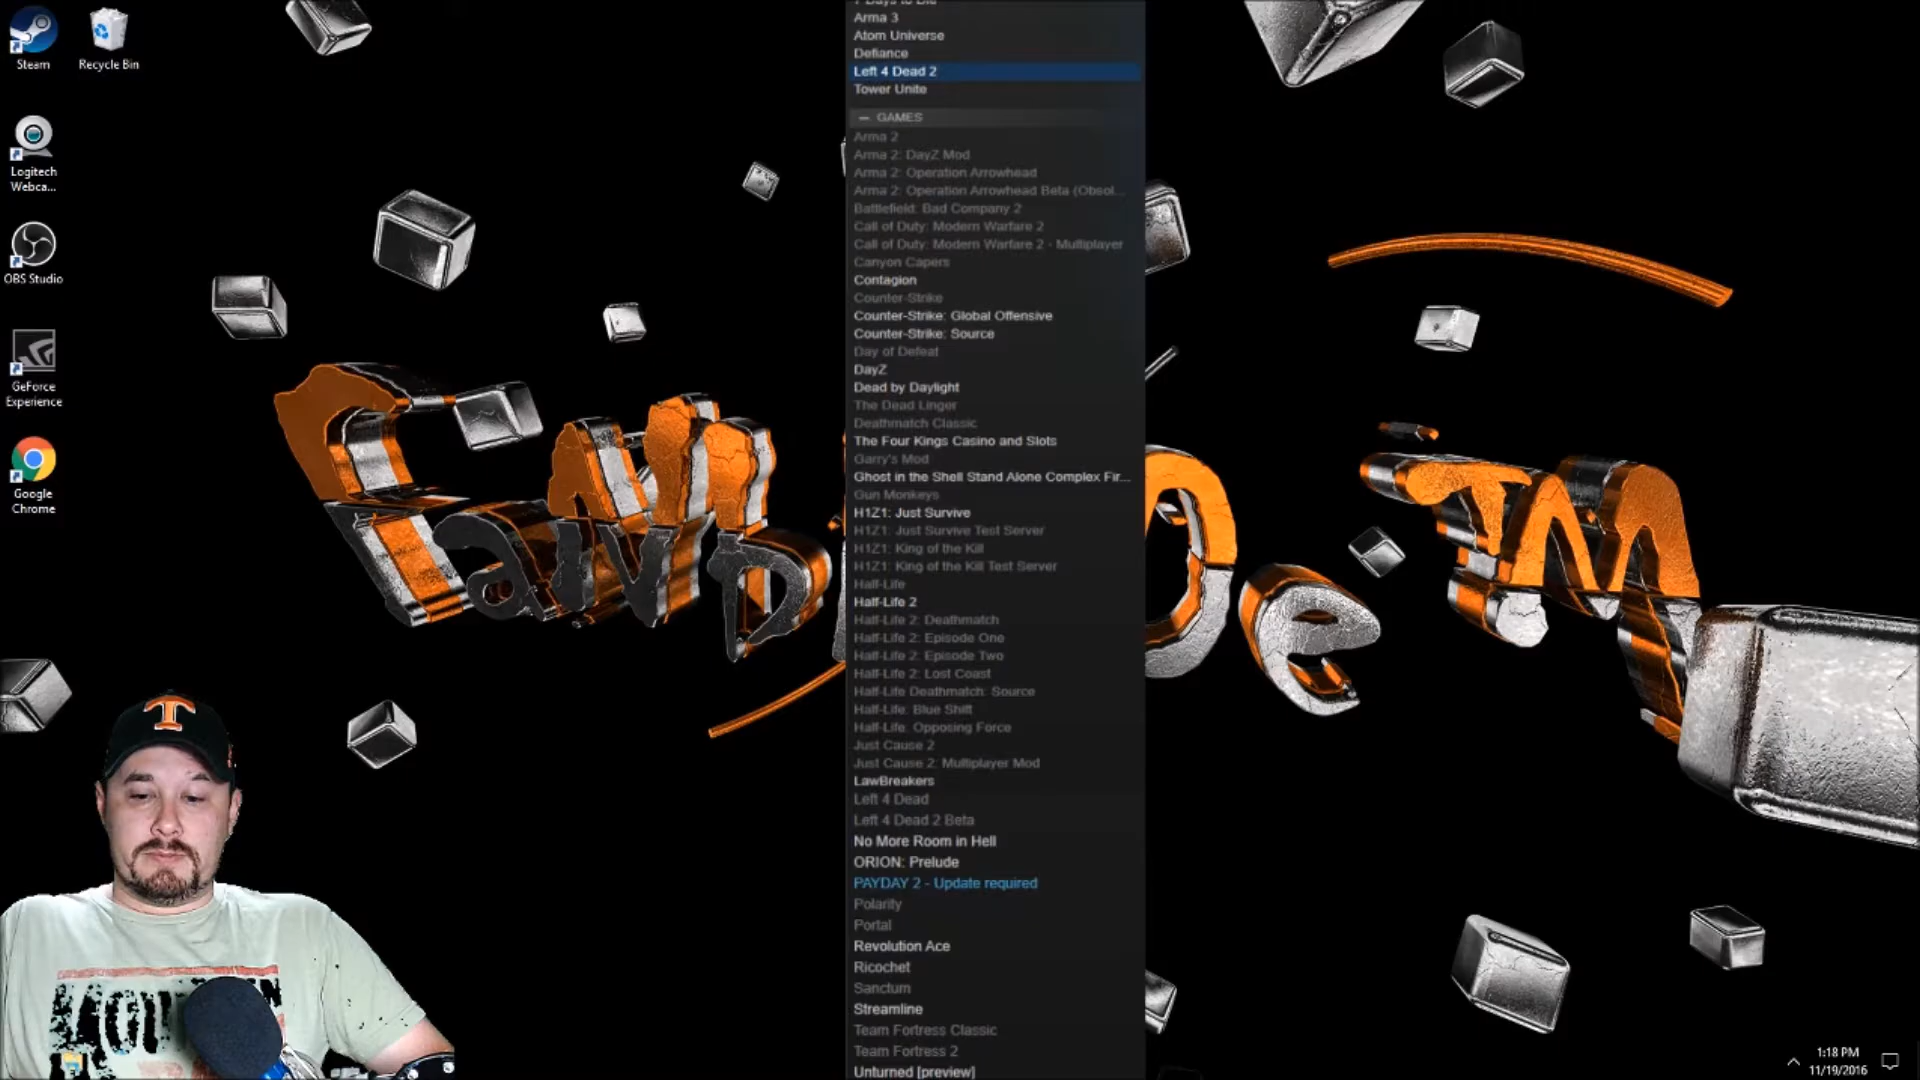 Steam
Recycle Bin
Logitech
Webca...
OBS Studio
GeForce
Experience
Google
Chrome
7 Days to Die
Arma 3
Atom Universe
Defiance
Left 4 Dead 2
Tower Unite
— GAMES
Arma 2
Arma 2: DayZ Mod
Arma 2: Operation Arrowhead
Arma 2: Operation Arrowhead Beta (Obsol...
Battlefield: Bad Company 2
Call of Duty: Modern Warfare 2
Call of Duty: Modern Warfare 2 - Multiplayer
Canyon Capers
Contagion
Counter-Strike
Counter-Strike: Global Offensive
Counter-Strike: Source
Day of Defeat
DayZ
Dead by Daylight
The Dead Linger
Deathmatch Classic
The Four Kings Casino and Slots
Garry's Mod
Ghost in the Shell Stand Alone Complex Fir...
Gun Monkeys
H1Z1: Just Survive
H1Z1: Just Survive Test Server
H1Z1: King of the Kill
H1Z1: King of the Kill Test Server
Half-Life
Half-Life 2
Half-Life 2: Deathmatch
Half-Life 2: Episode One
Half-Life 2: Episode Two
Half-Life 2: Lost Coast
Half-Life Deathmatch: Source
Half-Life: Blue Shift
Half-Life: Opposing Force
Just Cause 2
Just Cause 2: Multiplayer Mod
LawBreakers
Left 4 Dead
Left 4 Dead 2 Beta
No More Room in Hell
ORION: Prelude
PAYDAY 2 - Update required
Polarity
Portal
Revolution Ace
Ricochet
Sanctum
Streamline
Team Fortress Classic
Team Fortress 2
Unturned [preview]
T
1:18 PM
11/19/2016